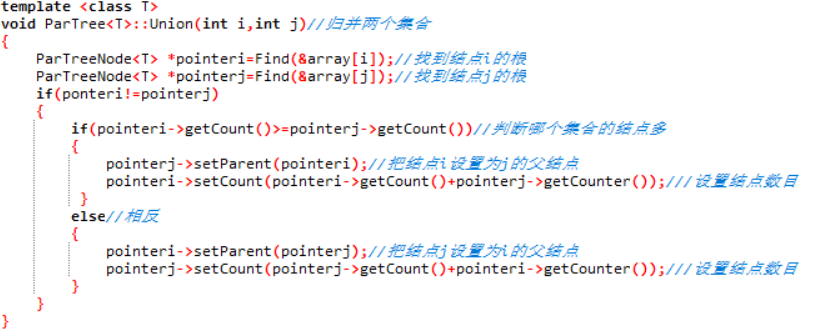 template <class T>
void ParTree<T>::Union(int i,int j)//归并两个集合
{
ParTreeNode<T> *pointeri=Find(&array[i]);//找到结点i的根
ParTreeNode<T> *pointerj=Find(&array[j]);//找到结点j的根
if(ponteri!=pointerj)
{
if(pointeri->getCount()>=pointerj->getCount())//判断哪个集合的结点多
{
pointerj->setParent(pointeri);//把结点i设置为j的父结点
pointeri->setCount(pointeri->getCount()+pointerj->getCounter());///设置结点数目
}
else//相反
{
pointeri->setParent(pointerj);//把结点j设置为i的父结点
pointerj->setCount(pointerj->getCount()+pointeri->getCounter());///设置结点数目
}
}
}